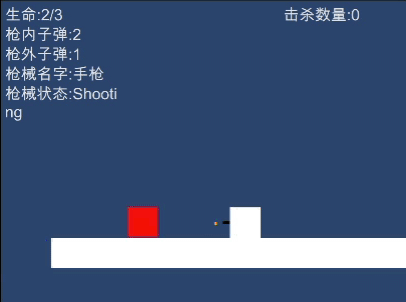 生命:2/3
击杀数量:0
枪内子弹:2
枪外子弹:1
枪械名字:手枪
枪械状态:Shooti
ng